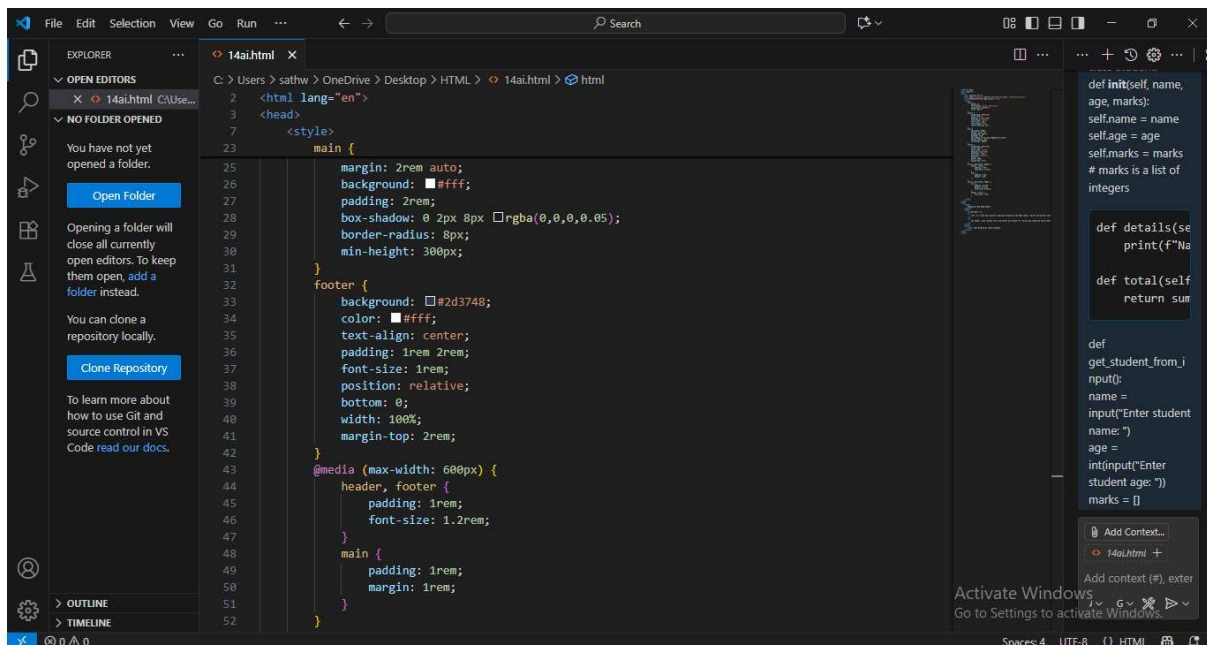 File Edit Selection View Go Run ··· Search
EXPLORER
OPEN EDITORS
14ai.html C:\Use...
NO FOLDER OPENED
You have not yet
opened a folder.
Open Folder
Opening a folder will
close all currently
open editors. To keep
them open, add a
folder instead.
You can clone a
repository locally.
Clone Repository
To learn more about
how to use Git and
source control in VS
Code read our docs.
OUTLINE
TIMELINE
14ai.html
C: > Users > sathw > OneDrive > Desktop > HTML > 14ai.html > html
2 <html lang="en">
3 <head>
7 <style>
23 main {
25 margin: 2rem auto;
26 background: #fff;
27 padding: 2rem;
28 box-shadow: 0 2px 8px rgba(0,0,0,0.05);
29 border-radius: 8px;
30 min-height: 300px;
31 }
32 footer {
33 background: #2d3748;
34 color: #fff;
35 text-align: center;
36 padding: 1rem 2rem;
37 font-size: 1rem;
38 position: relative;
39 bottom: 0;
40 width: 100%;
41 margin-top: 2rem;
42 }
43 @media (max-width: 600px) {
44 header, footer {
45 padding: 1rem;
46 font-size: 1.2rem;
47 }
48 main {
49 padding: 1rem;
50 margin: 1rem;
51 }
52 }
def init(self, name,
age, marks):
self.name = name
self.age = age
self.marks = marks
# marks is a list of
integers
def details(se
print(f"Na
def total(self
return sum
def
get_student_from_i
nput():
name =
input("Enter student
name: ")
age =
int(input("Enter
student age: "))
marks = []
Add Context...
14ai.html +
Add context (#), exter
Activate Windows
Go to Settings to activate Windows.
0 0
Spaces: 4 UTF-8 {} HTML